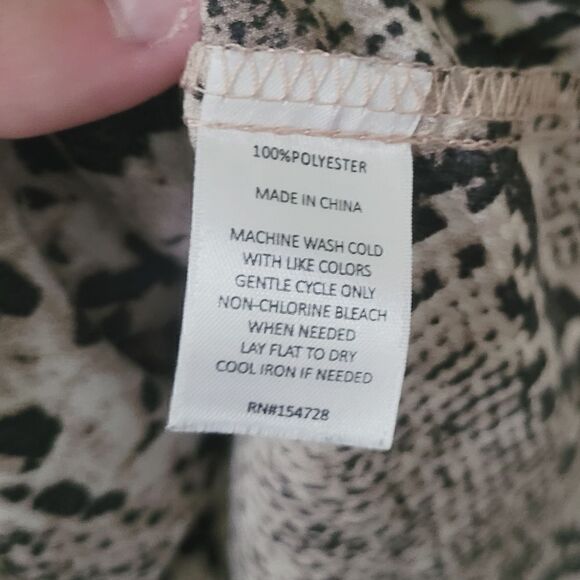 100%POLYESTER
MADE IN CHINA
MACHINE WASH COLD
WITH LIKE COLORS
GENTLE CYCLE ONLY
NON-CHLORINE BLEACH
WHEN NEEDED
LAY FLAT TO DRY
COOL IRON IF NEEDED
RN#154728